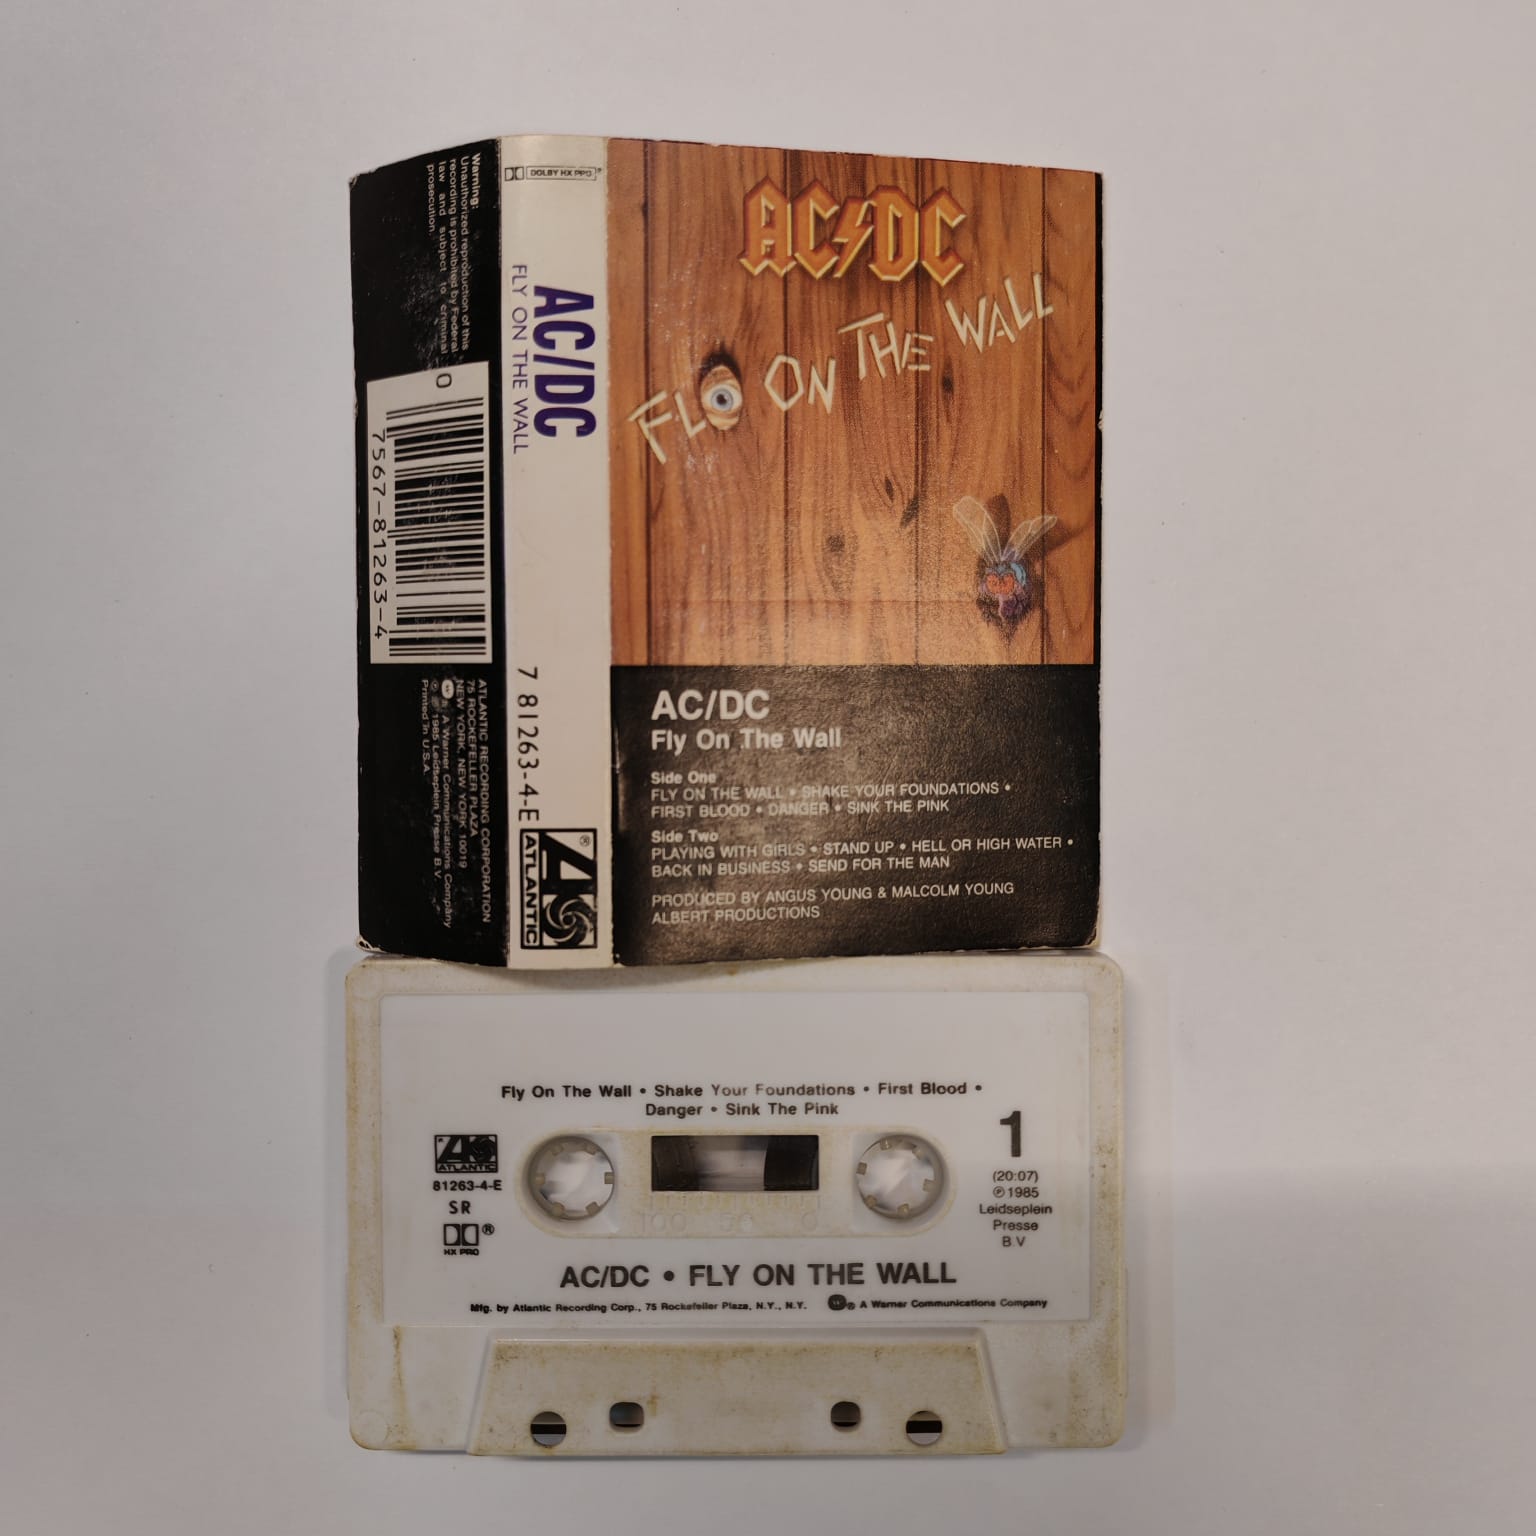 Warning:
Unauthorized reproduction of this
recording is prohibited by Federal
law and subject to criminal
prosecution.
0
7567-81263-4
ATLANTIC RECORDING CORPORATION
75 ROCKEFELLER PLAZA
NEW YORK, NEW YORK 10019
A Warner Communications Company
℗ 1985 Leidseplein Presse B.V.
Printed in U.S.A.
DOLBY HX PRO
AC/DC
FLY ON THE WALL
7 81263-4-E
ATLANTIC
AC/DC
FLY ON THE WALL
AC/DC
Fly On The Wall
Side One
FLY ON THE WALL • SHAKE YOUR FOUNDATIONS •
FIRST BLOOD • DANGER • SINK THE PINK
Side Two
PLAYING WITH GIRLS • STAND UP • HELL OR HIGH WATER •
BACK IN BUSINESS • SEND FOR THE MAN
PRODUCED BY ANGUS YOUNG & MALCOLM YOUNG
ALBERT PRODUCTIONS
Fly On The Wall • Shake Your Foundations • First Blood •
Danger • Sink The Pink
ATLANTIC
81263-4-E
SR
HX PRO
100 50 0
1
(20:07)
℗ 1985
Leidseplein
Presse
B.V
AC/DC • FLY ON THE WALL
Mfg. by Atlantic Recording Corp., 75 Rockefeller Plaza, N.Y., N.Y. A Warner Communications Company